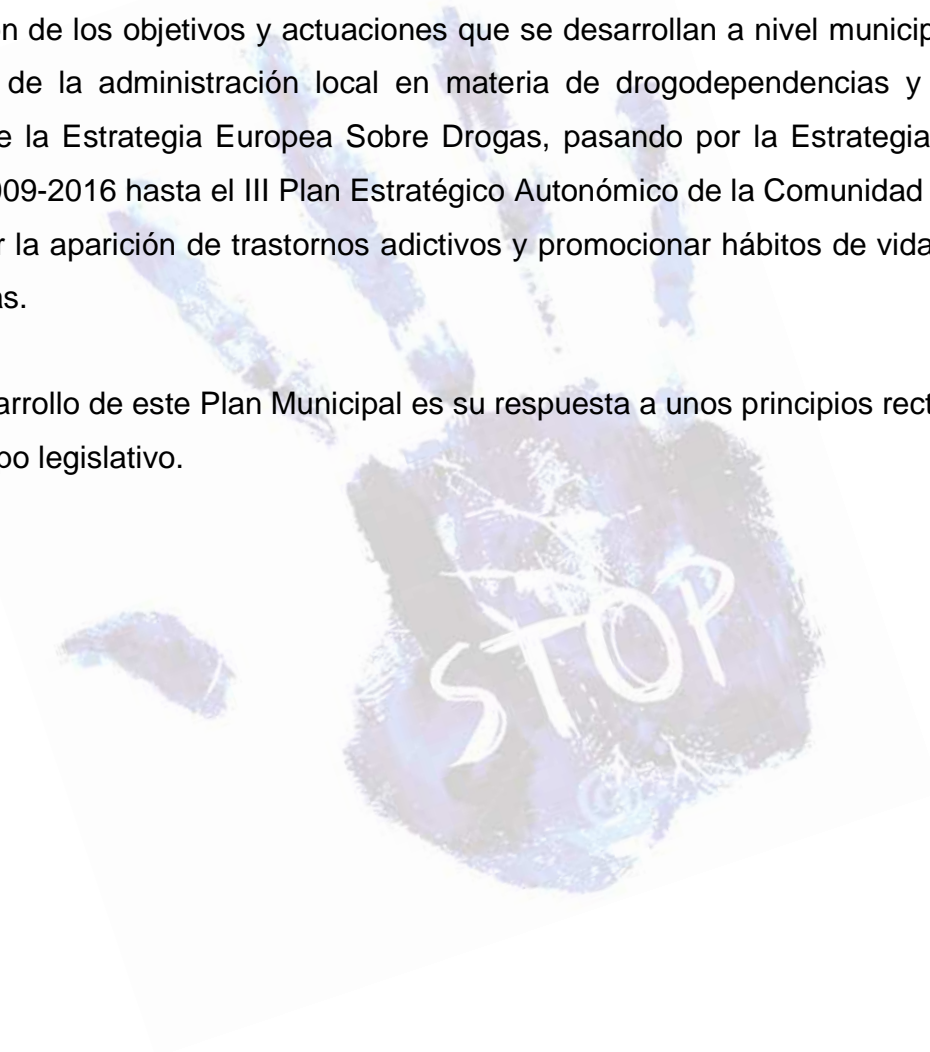 ón de los objetivos y actuaciones que se desarrollan a nivel municip
de la administración local en materia de drogodependencias y
e la Estrategia Europea Sobre Drogas, pasando por la Estrategia
009-2016 hasta el III Plan Estratégico Autonómico de la Comunidad
r la aparición de trastornos adictivos y promocionar hábitos de vida
as.
arrollo de este Plan Municipal es su respuesta a unos principios rect
po legislativo.
STOP